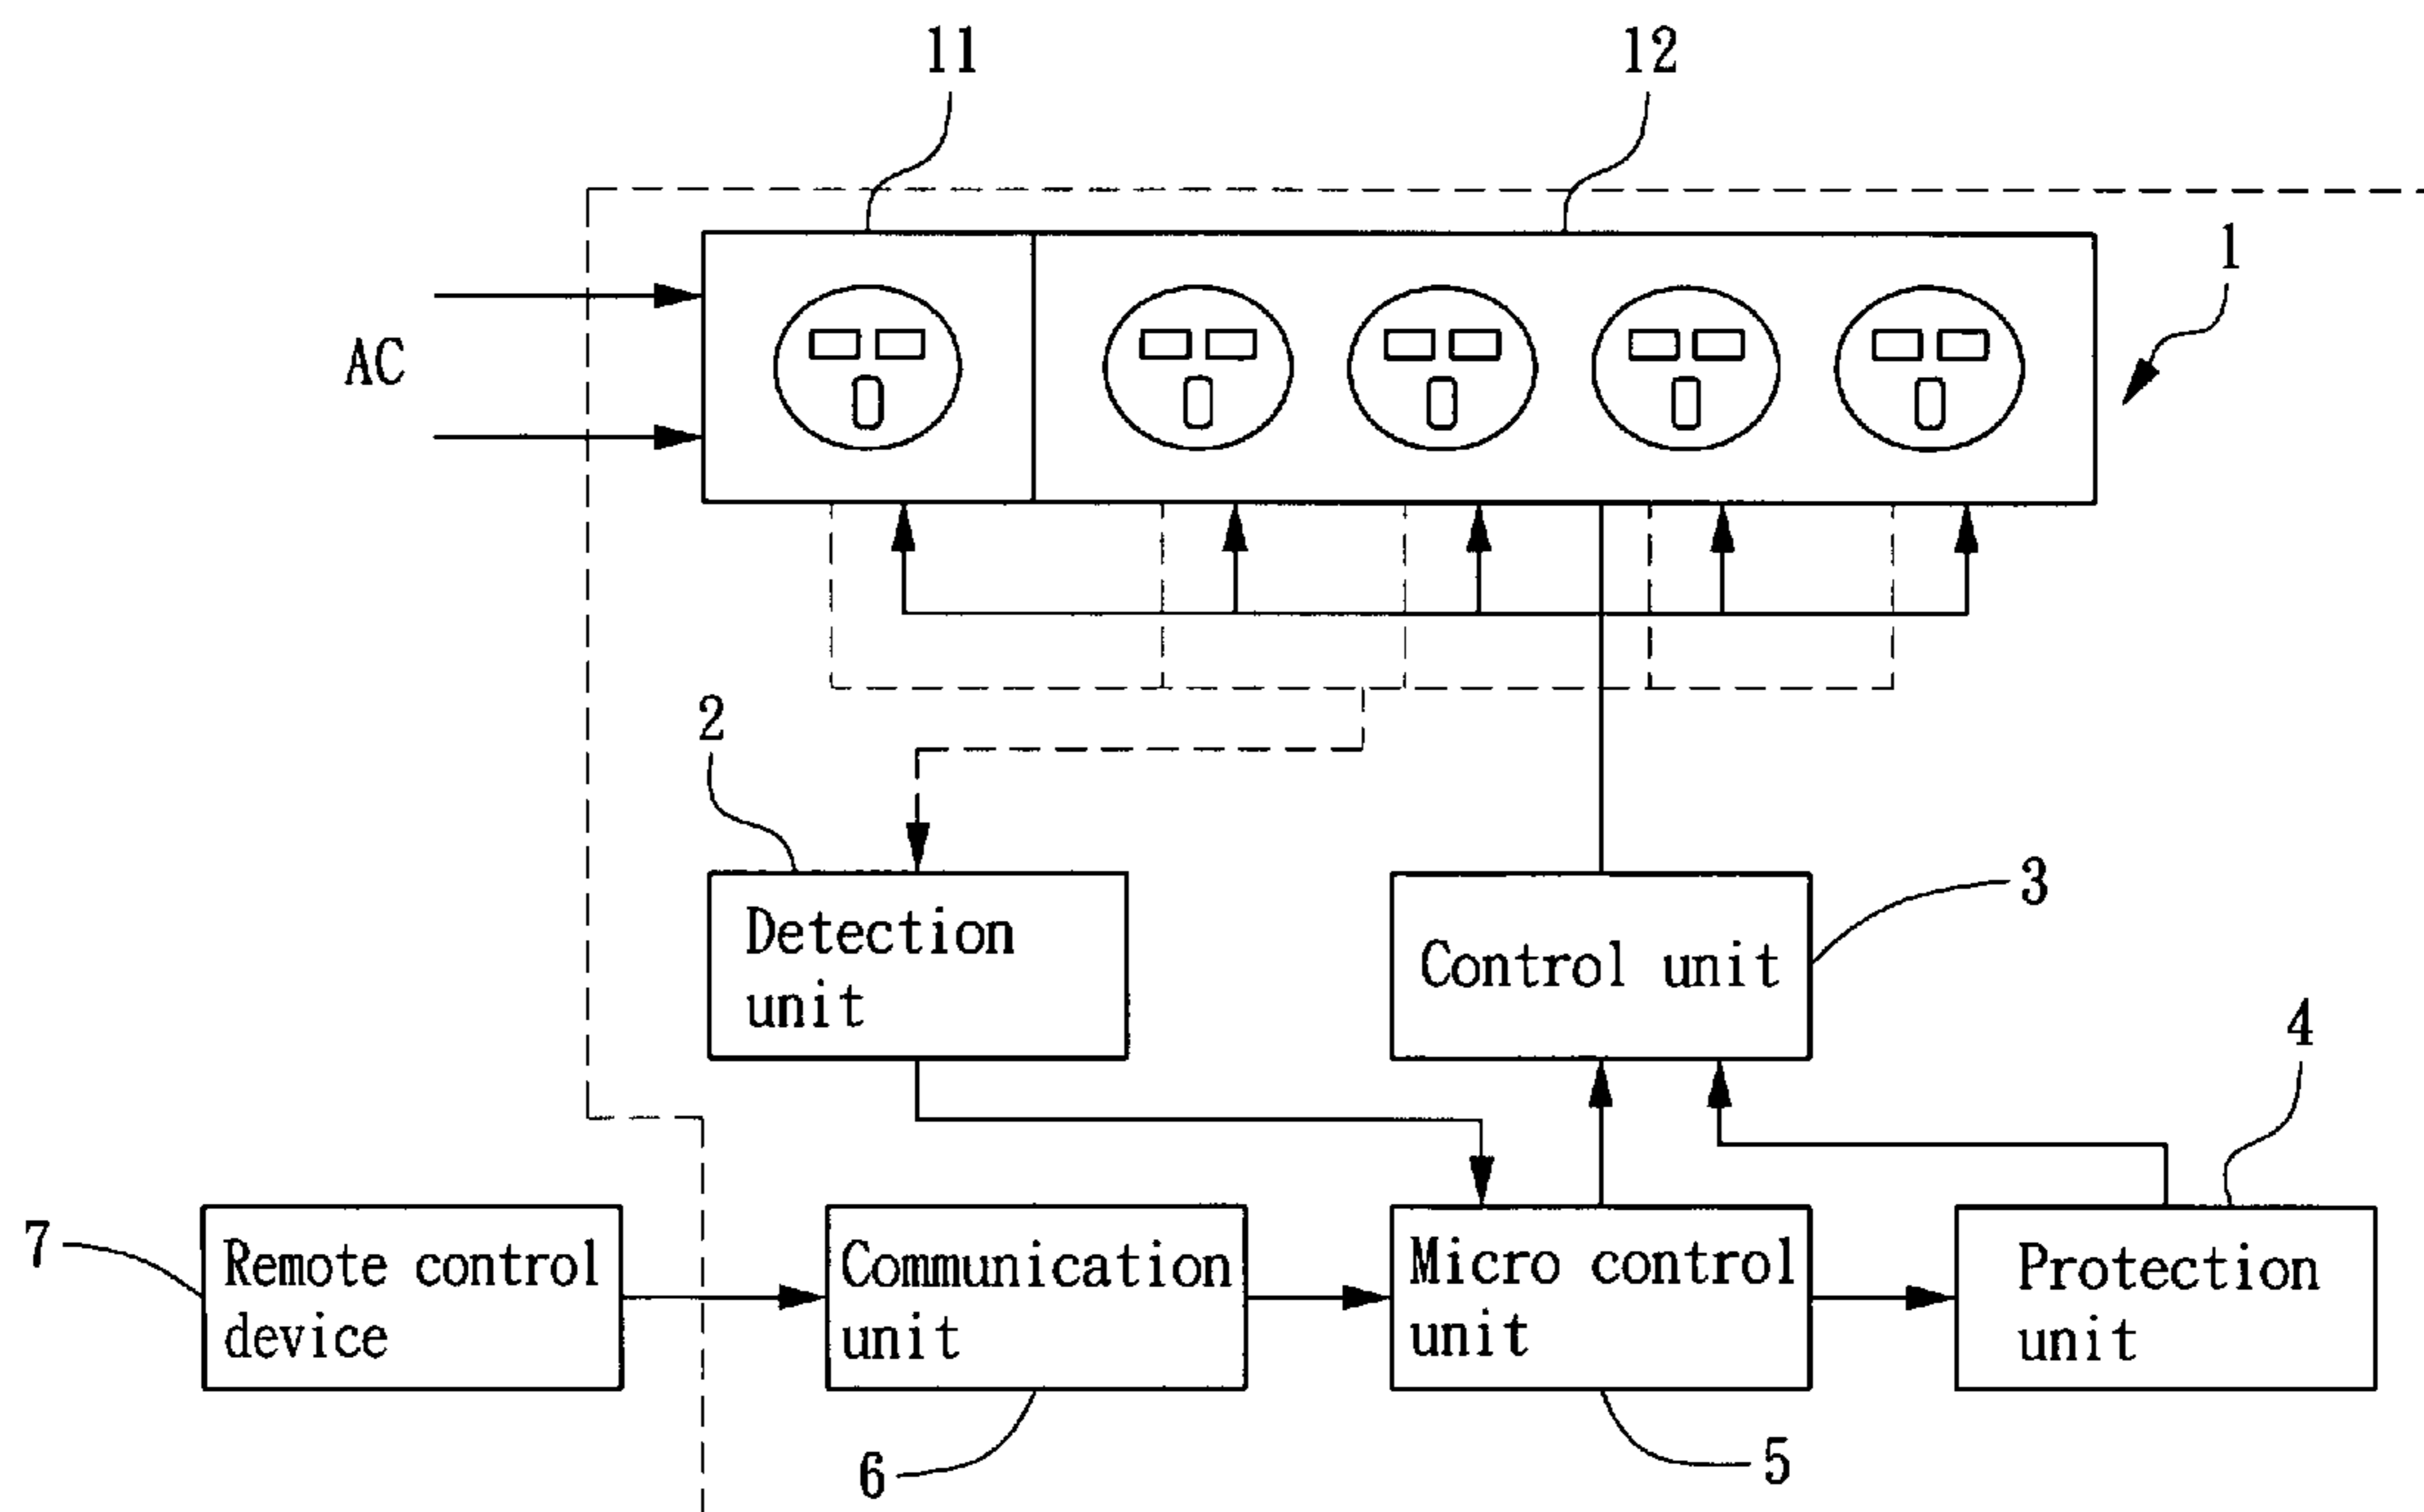 11
12
1
AC
2
Detection
unit
3
Control unit
4
7
Remote control
device
Communication
unit
Micro control
unit
Protection
unit
6
5